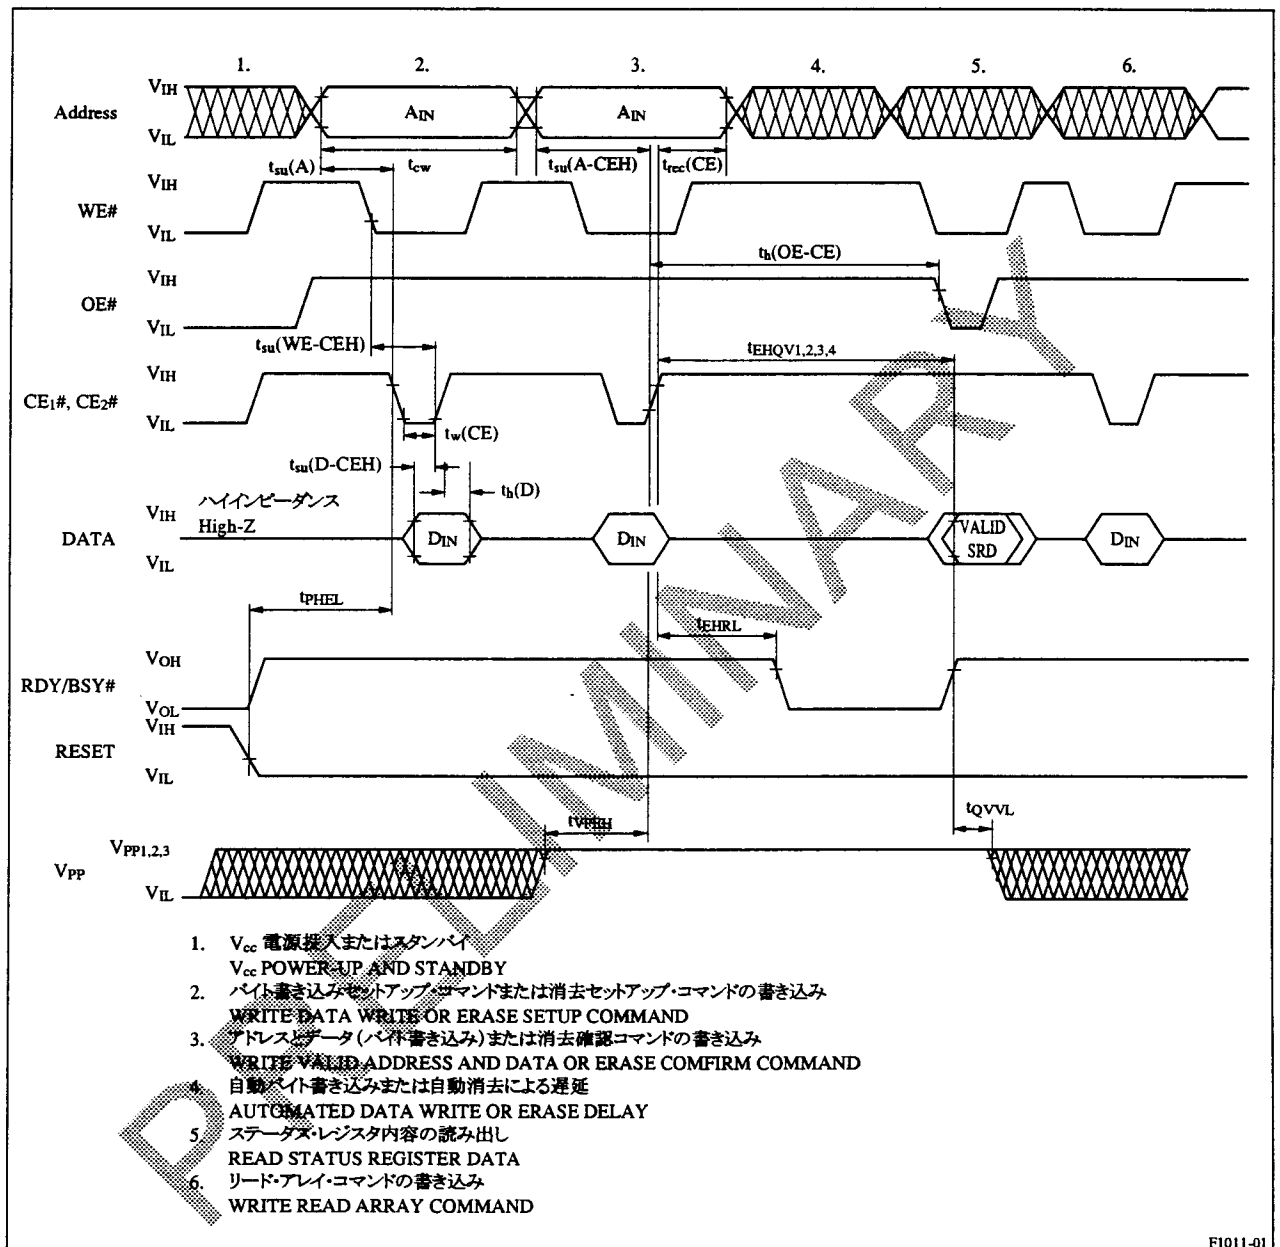 1. 2. 3. 4. 5. 6.
Address VIH AIN AIN
VIL
tsu(A) tcw tsu(A-CEH) trec(CE)
WE# VIH
VIL
th(OE-CE)
OE# VIH
VIL
tsu(WE-CEH) tEHQV1,2,3,4
CE1#, CE2# VIH
VIL
tw(CE)
tsu(D-CEH)
th(D)
ハイインピーダンス
DATA VIH High-Z DIN DIN VALID SRD DIN
VIL
tPHEL
tEHRL
RDY/BSY# VOH
VOL
RESET VIH
VIL
tVPEH tQVVL
VPP VPP1,2,3
VIL
1. Vcc 電源投入またはスタンバイ
Vcc POWER-UP AND STANDBY
2. バイト書き込みセットアップ・コマンドまたは消去セットアップ・コマンドの書き込み
WRITE DATA WRITE OR ERASE SETUP COMMAND
3. アドレスとデータ(バイト書き込み)または消去確認コマンドの書き込み
WRITE VALID ADDRESS AND DATA OR ERASE COMFIRM COMMAND
4. 自動バイト書き込みまたは自動消去による遅延
AUTOMATED DATA WRITE OR ERASE DELAY
5. ステータス・レジスタ内容の読み出し
READ STATUS REGISTER DATA
6. リード・アレイ・コマンドの書き込み
WRITE READ ARRAY COMMAND
PRELIMINARY
F1011-01